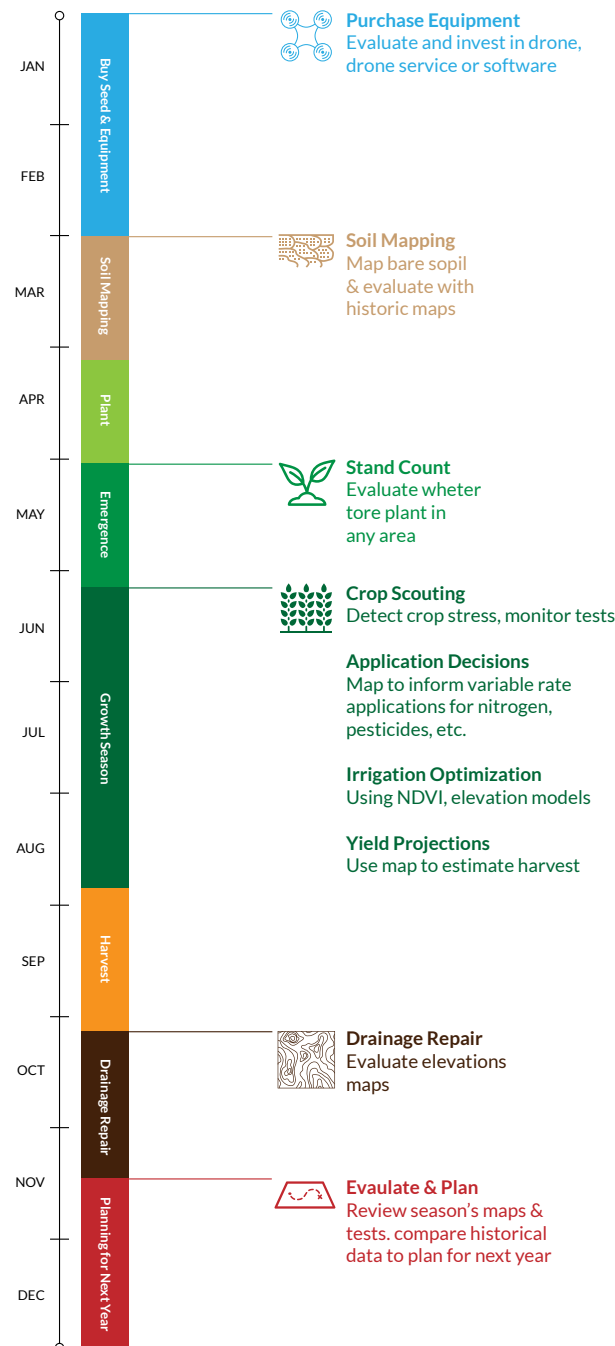 JAN
FEB
MAR
APR
MAY
JUN
JUL
AUG
SEP
OCT
NOV
DEC
Buy Seed & Equipment
Soil Mapping
Plant
Emergence
Growth Season
Harvest
Drainage Repair
Planning for Next Year
Purchase Equipment
Evaluate and invest in drone,
drone service or software
Soil Mapping
Map bare sopil
& evaluate with
historic maps
Stand Count
Evaluate wheter
tore plant in
any area
Crop Scouting
Detect crop stress, monitor tests
Application Decisions
Map to inform variable rate
applications for nitrogen,
pesticides, etc.
Irrigation Optimization
Using NDVI, elevation models
Yield Projections
Use map to estimate harvest
Drainage Repair
Evaluate elevations
maps
Evaulate & Plan
Review season's maps &
tests. compare historical
data to plan for next year